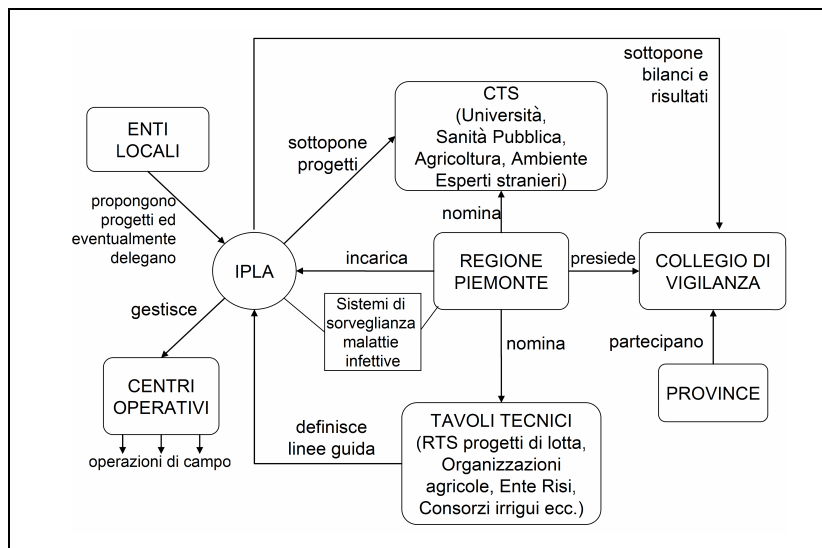 sottopone
bilanci e
risultati
CTS
(Università,
Sanità Pubblica,
Agricoltura, Ambiente
Esperti stranieri)
ENTI
LOCALI
sottopone
progetti
propongono
progetti ed
eventualmente
delegano
nomina
IPLA
incarica
REGIONE
PIEMONTE
presiede
COLLEGIO DI
VIGILANZA
gestisce
Sistemi di
sorveglianza
malattie
infettive
nomina
partecipano
CENTRI
OPERATIVI
PROVINCE
operazioni di campo
definisce
linee guida
TAVOLI TECNICI
(RTS progetti di lotta,
Organizzazioni
agricole, Ente Risi,
Consorzi irrigui ecc.)